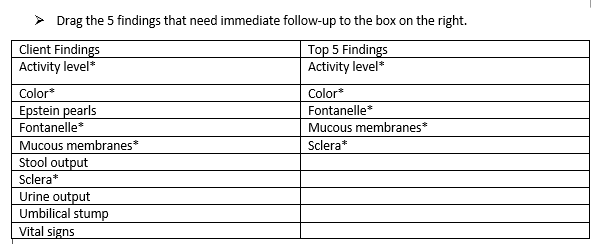 ➢ Drag the 5 findings that need immediate follow-up to the box on the right.
Client Findings Top 5 Findings
Activity level* Activity level*
Color* Color*
Epstein pearls Fontanelle*
Fontanelle* Mucous membranes*
Mucous membranes* Sclera*
Stool output
Sclera*
Urine output
Umbilical stump
Vital signs